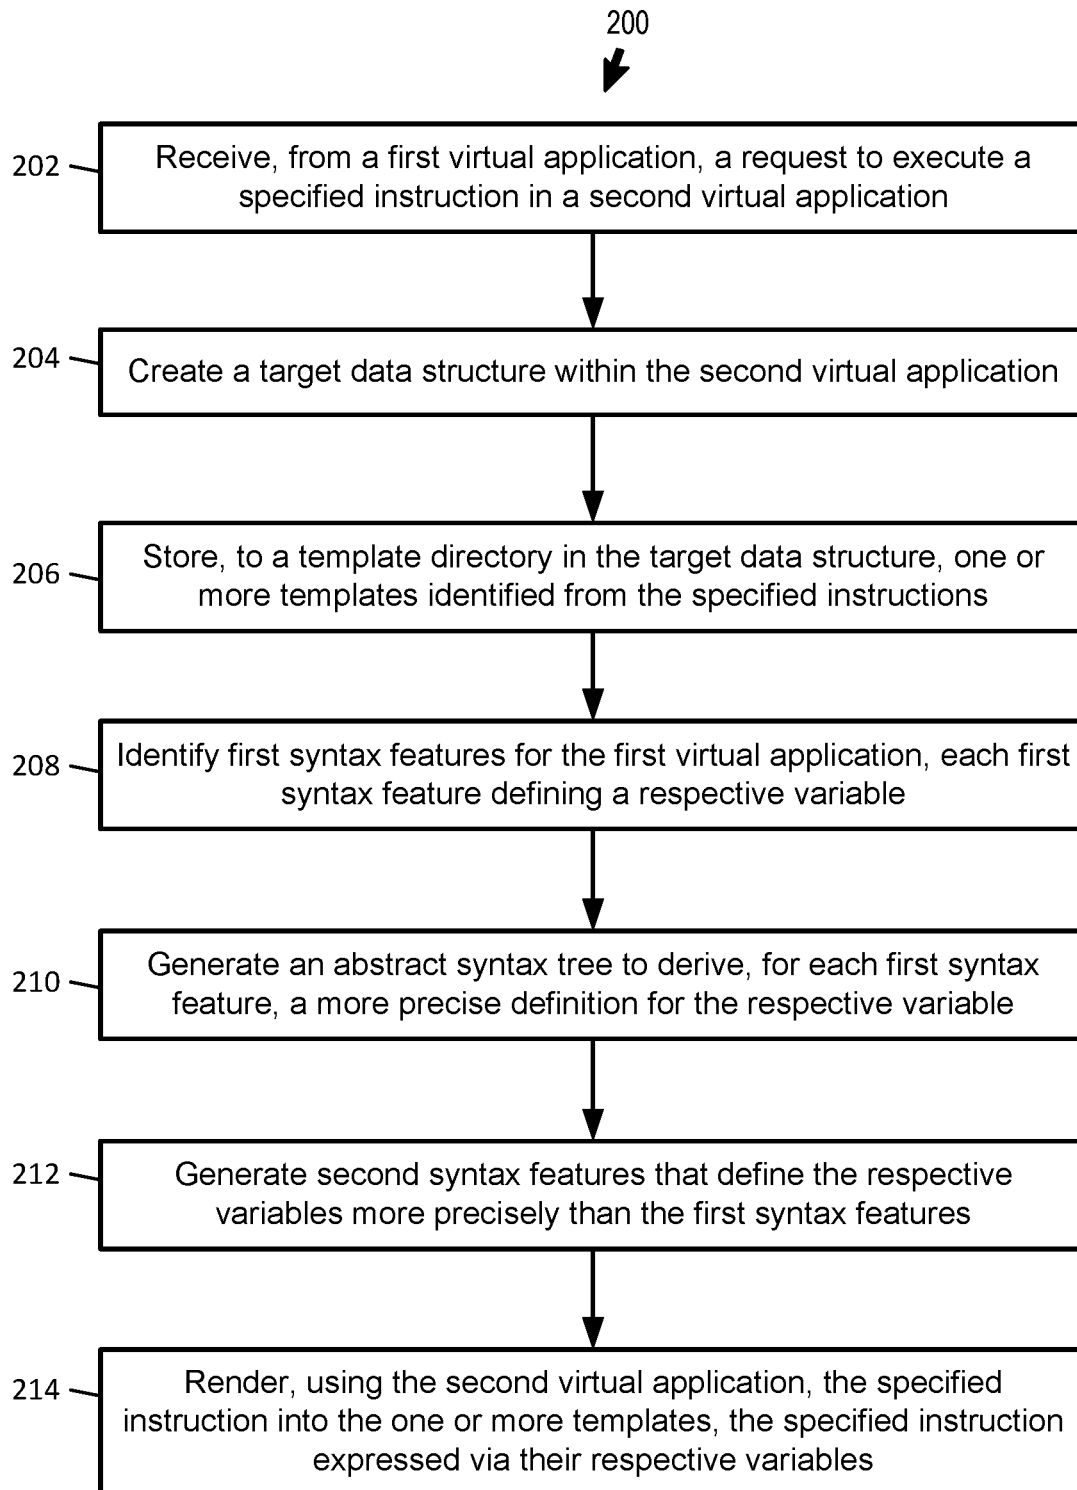 200
202
Receive, from a first virtual application, a request to execute a
specified instruction in a second virtual application
204
Create a target data structure within the second virtual application
206
Store, to a template directory in the target data structure, one or
more templates identified from the specified instructions
208
Identify first syntax features for the first virtual application, each first
syntax feature defining a respective variable
210
Generate an abstract syntax tree to derive, for each first syntax
feature, a more precise definition for the respective variable
212
Generate second syntax features that define the respective
variables more precisely than the first syntax features
214
Render, using the second virtual application, the specified
instruction into the one or more templates, the specified instruction
expressed via their respective variables